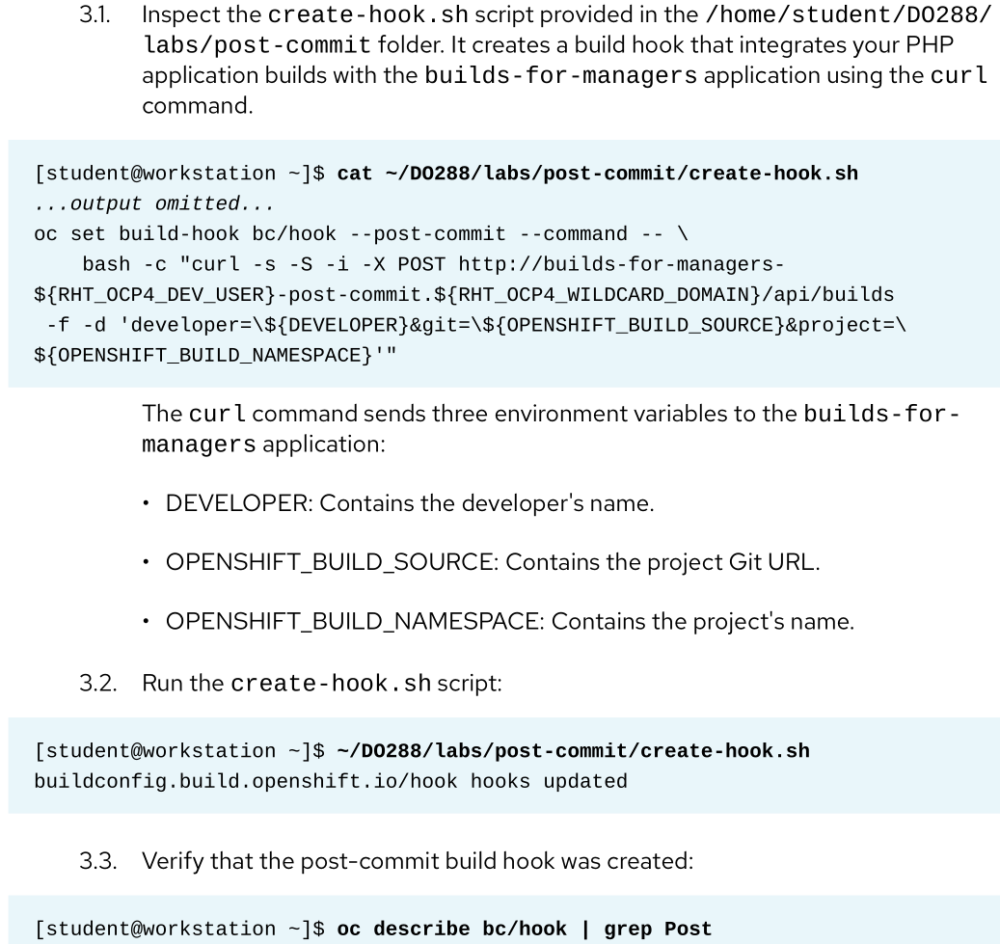 3.1. Inspect the create-hook.sh script provided in the /home/student/DO288/
labs/post-commit folder. It creates a build hook that integrates your PHP
application builds with the builds-for-managers application using the curl
command.
[student@workstation ~]$ cat ~/DO288/labs/post-commit/create-hook.sh
...output omitted...
oc set build-hook bc/hook --post-commit --command -- \
    bash -c "curl -s -S -i -X POST http://builds-for-managers-
${RHT_OCP4_DEV_USER}-post-commit.${RHT_OCP4_WILDCARD_DOMAIN}/api/builds
 -f -d 'developer=\${DEVELOPER}&git=\${OPENSHIFT_BUILD_SOURCE}&project=\
${OPENSHIFT_BUILD_NAMESPACE}'"
The curl command sends three environment variables to the builds-for-
managers application:
• DEVELOPER: Contains the developer's name.
• OPENSHIFT_BUILD_SOURCE: Contains the project Git URL.
• OPENSHIFT_BUILD_NAMESPACE: Contains the project's name.
3.2. Run the create-hook.sh script:
[student@workstation ~]$ ~/DO288/labs/post-commit/create-hook.sh
buildconfig.build.openshift.io/hook hooks updated
3.3. Verify that the post-commit build hook was created:
[student@workstation ~]$ oc describe bc/hook | grep Post